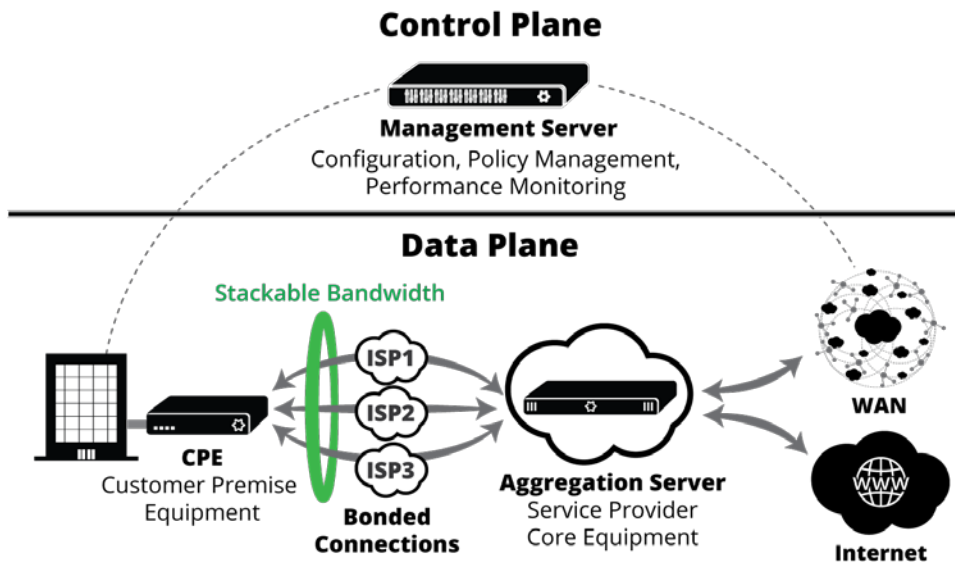 Control Plane
Management Server
Configuration, Policy Management,
Performance Monitoring
Data Plane
Stackable Bandwidth
ISP1
ISP2
ISP3
CPE
Customer Premise
Equipment
Bonded
Connections
Aggregation Server
Service Provider
Core Equipment
WAN
WWW
Internet